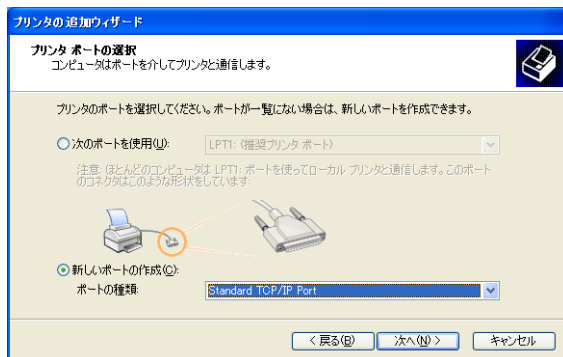 プリンタの追加ウィザード
プリンタ ポートの選択
コンピュータはポートを介してプリンタと通信します。
プリンタのポートを選択してください。ポートが一覧にない場合は、新しいポートを作成できます。
次のポートを使用(U):
LPT1: (推奨プリンタ ポート)
注意: ほとんどのコンピュータは LPT1: ポートを使ってローカル プリンタと通信します。このポート
のコネクタはこのような形状をしています:
新しいポートの作成(C):
ポートの種類:
Standard TCP/IP Port
< 戻る(B)
次へ(N) >
キャンセル